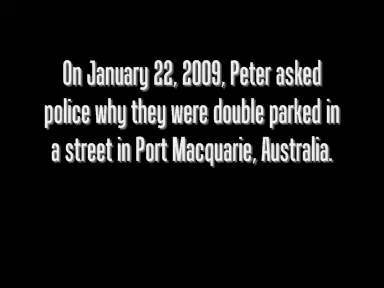 On January 22, 2009, Peter asked
police why they were double parked in
a street in Port Macquarie, Australia.